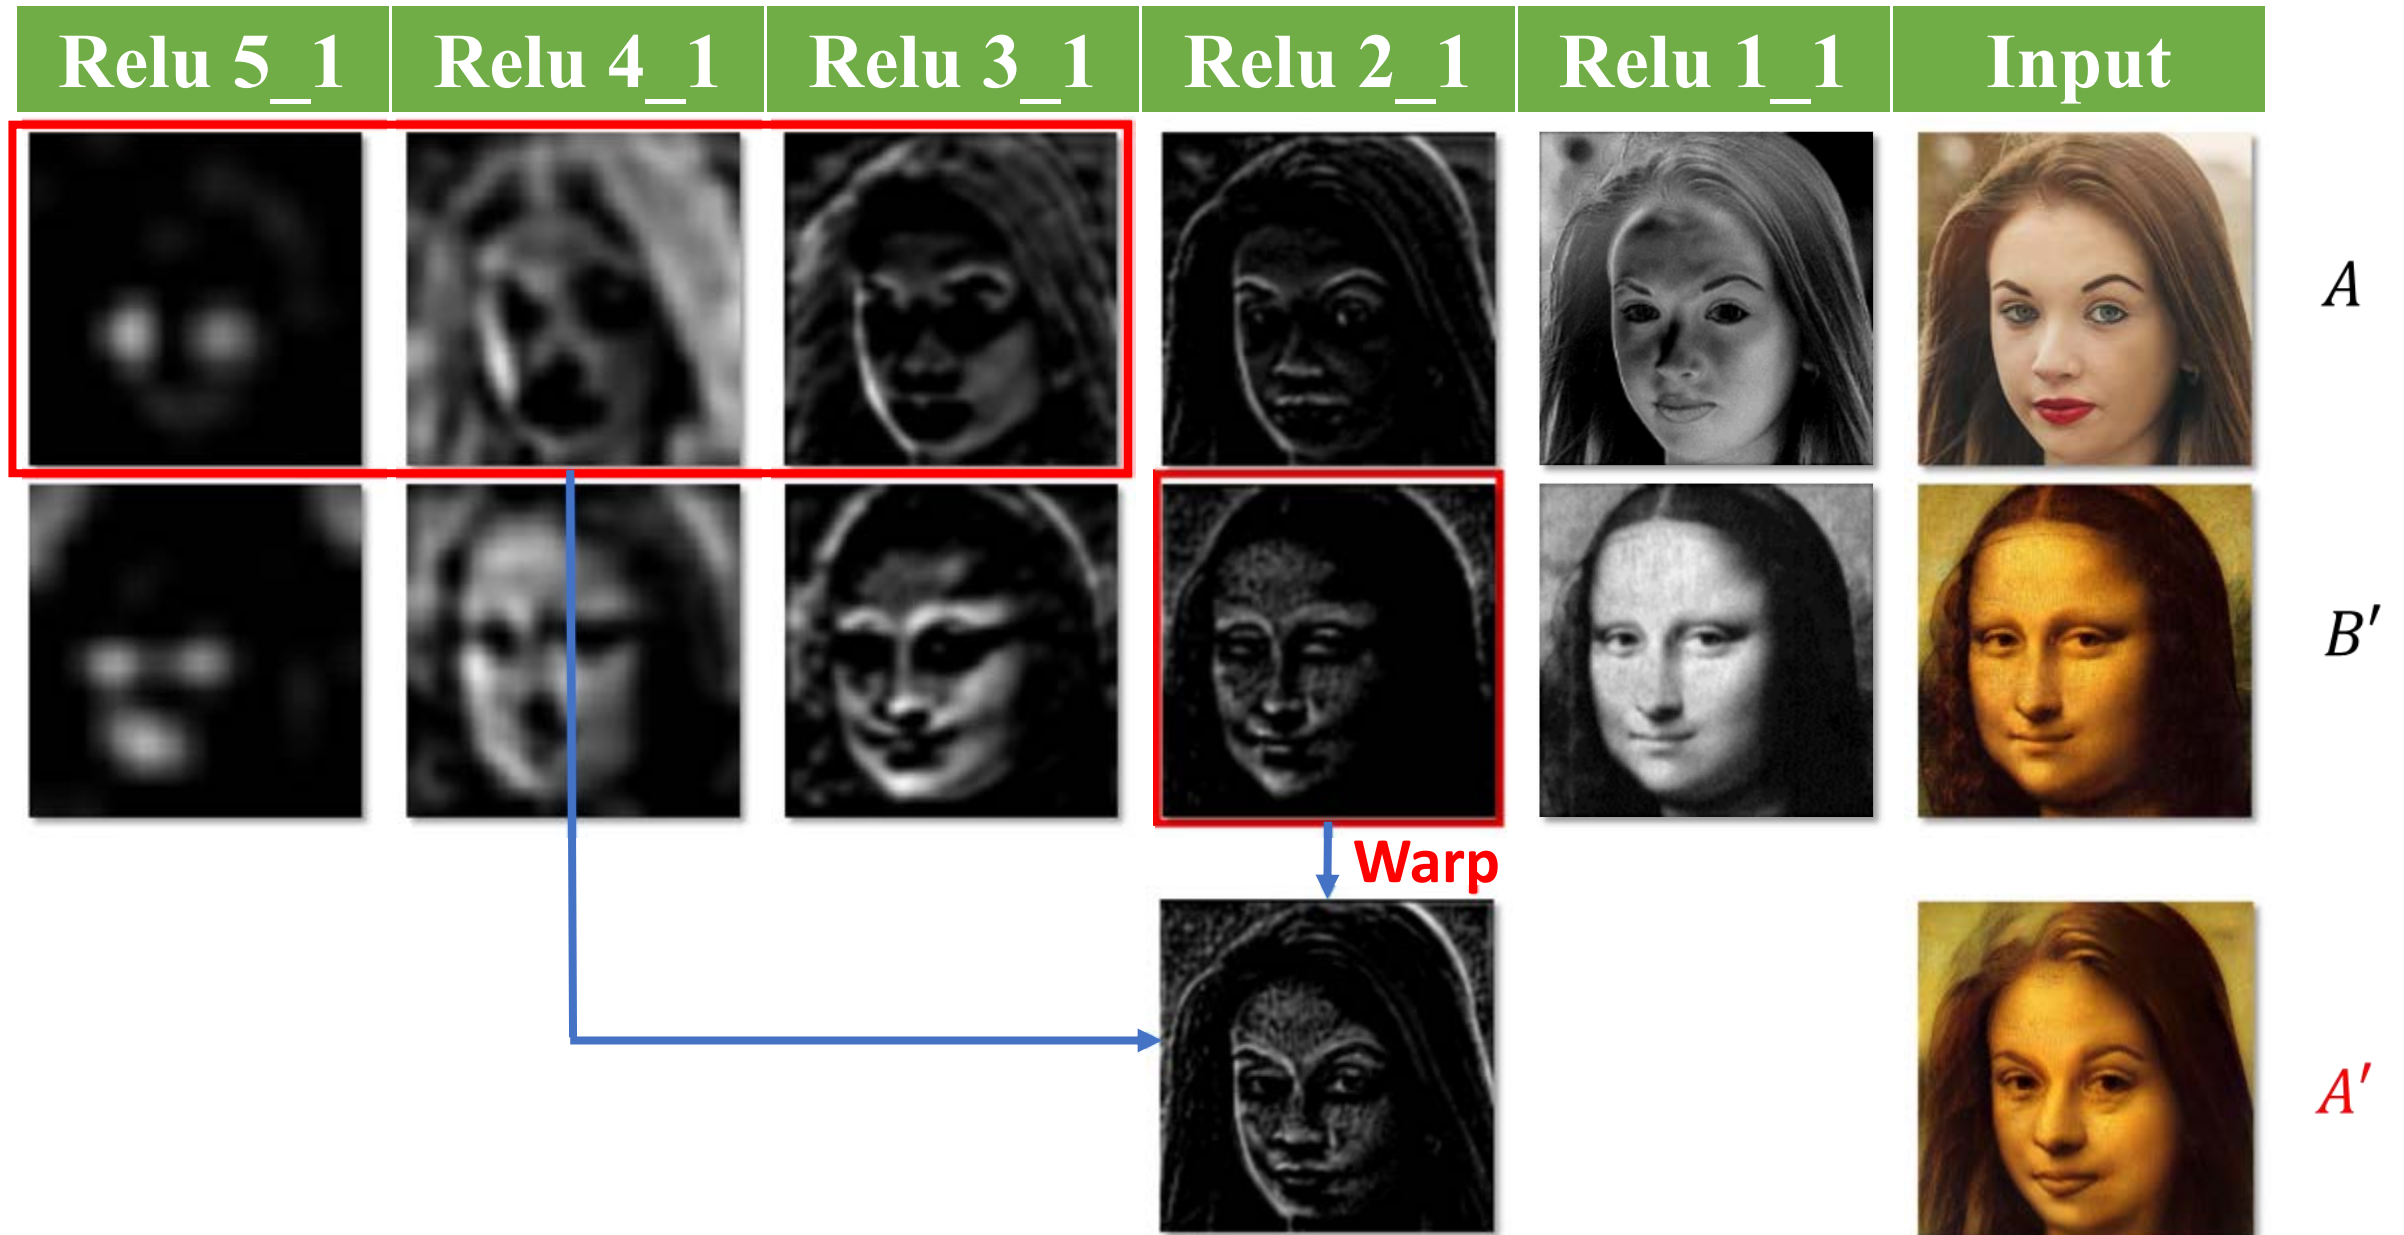 Relu 5_1 Relu 4_1 Relu 3_1 Relu 2_1 Relu 1_1 Input
A
B′
Warp
A′